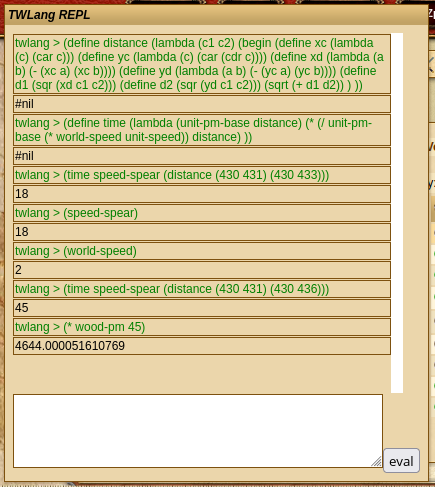 TWLang REPL
twlang > (define distance (lambda (c1 c2) (begin (define xc (lambda
(c) (car c))) (define yc (lambda (c) (car (cdr c)))) (define xd (lambda (a
b) (- (xc a) (xc b)))) (define yd (lambda (a b) (- (yc a) (yc b)))) (define
d1 (sqr (xd c1 c2))) (define d2 (sqr (yd c1 c2))) (sqrt (+ d1 d2)) ) ))
#nil
twlang > (define time (lambda (unit-pm-base distance) (* (/ unit-pm-
base (* world-speed unit-speed)) distance) ))
#nil
twlang > (time speed-spear (distance (430 431) (430 433)))
18
twlang > (speed-spear)
18
twlang > (world-speed)
2
twlang > (time speed-spear (distance (430 431) (430 436)))
45
twlang > (* wood-pm 45)
4644.000051610769
eval